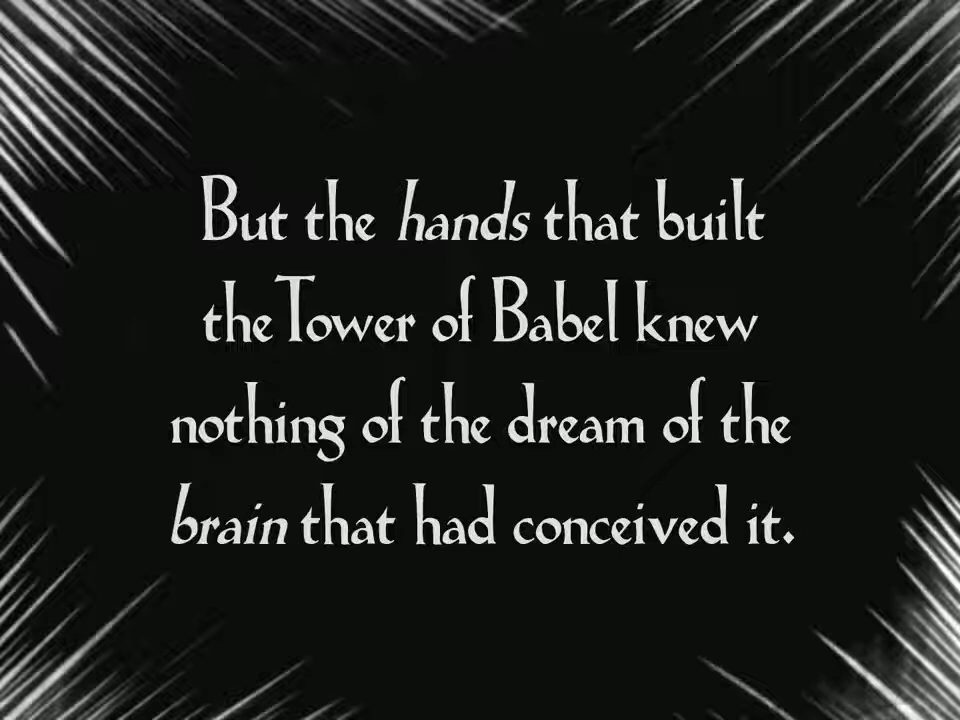 But the hands that built
the Tower of Babel knew
nothing of the dream of the
brain that had conceived it.